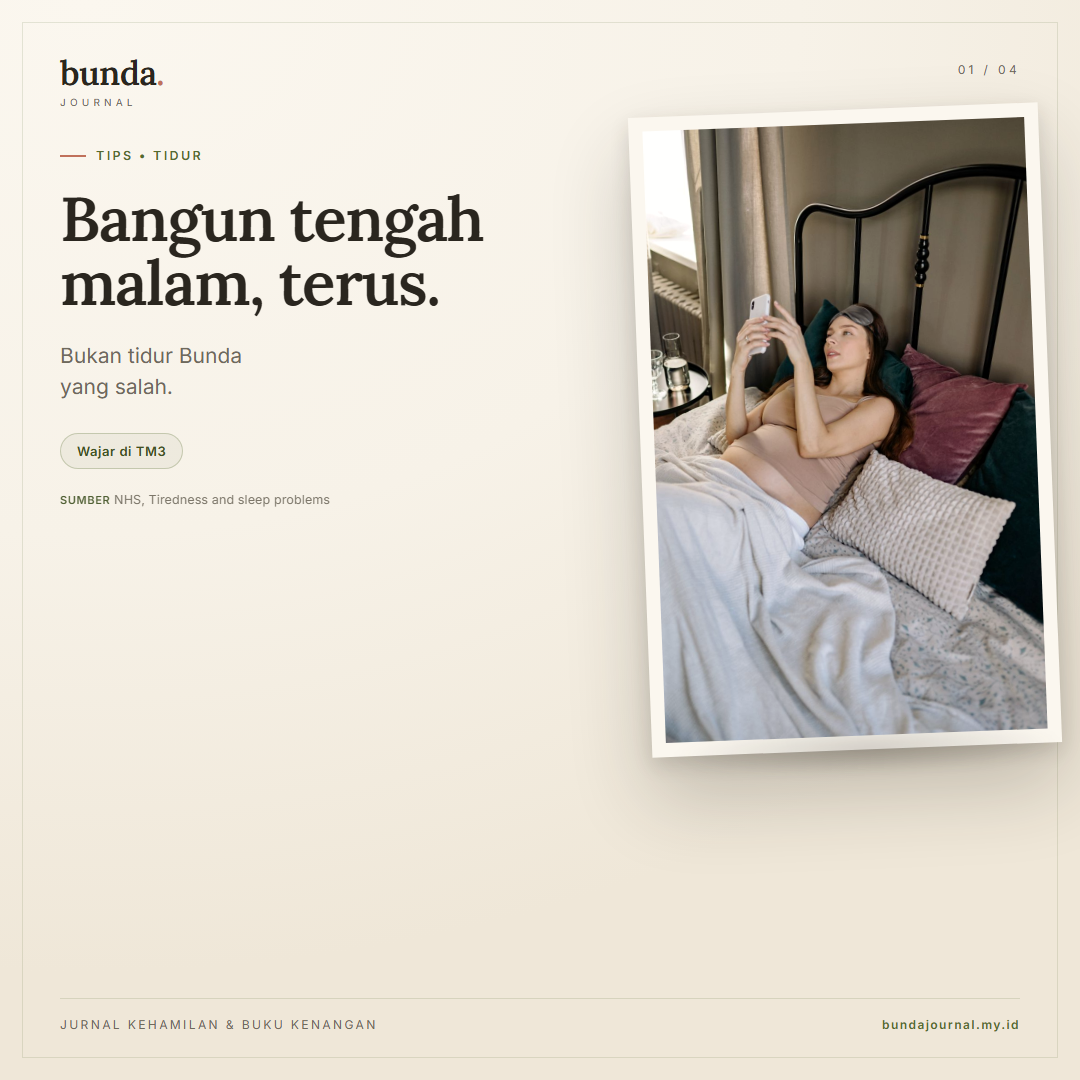 bunda.
JOURNAL
01 / 04
TIPS • TIDUR
Bangun tengah
malam, terus.
Bukan tidur Bunda
yang salah.
Wajar di TM3
SUMBER NHS, Tiredness and sleep problems
JURNAL KEHAMILAN & BUKU KENANGAN
bundajournal.my.id